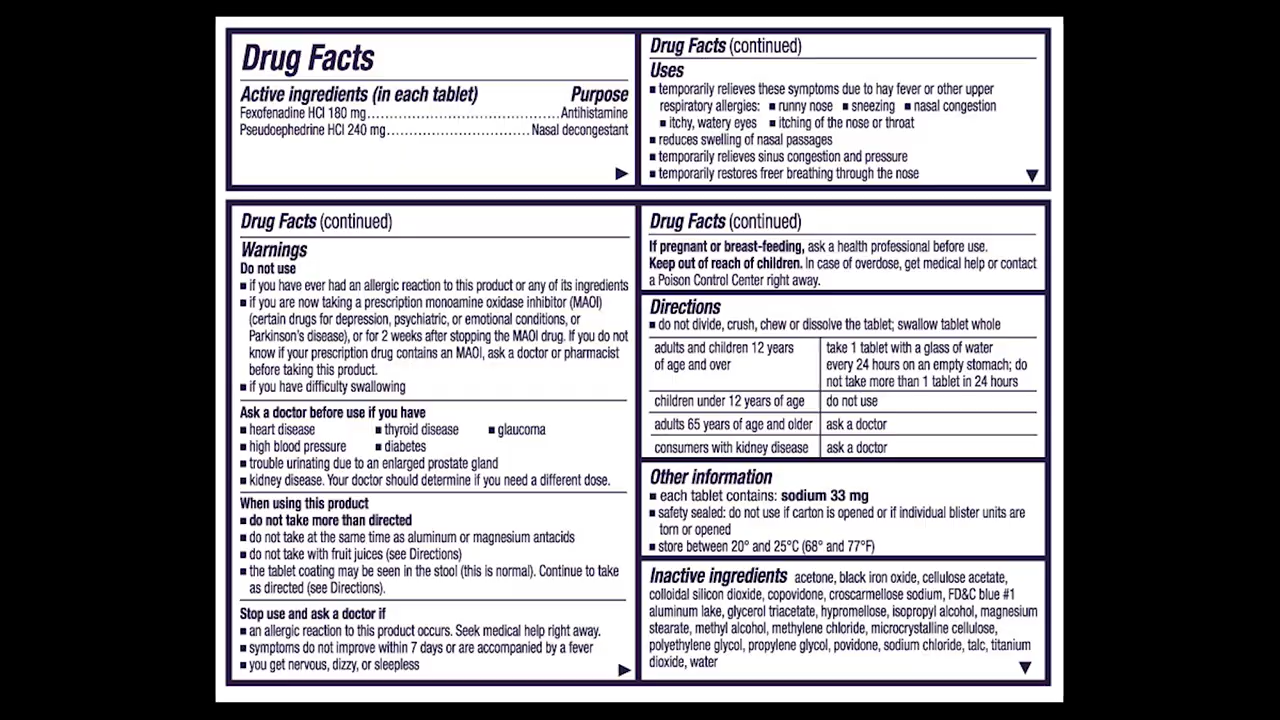 Drug Facts
Active ingredients (in each tablet) Purpose
Fexofenadine HCl 180 mg..........................................Antihistamine
Pseudoephedrine HCl 240 mg...............................Nasal decongestant
Drug Facts (continued)
Uses
■ temporarily relieves these symptoms due to hay fever or other upper
respiratory allergies: ■ runny nose ■ sneezing ■ nasal congestion
■ itchy, watery eyes ■ itching of the nose or throat
■ reduces swelling of nasal passages
■ temporarily relieves sinus congestion and pressure
■ temporarily restores freer breathing through the nose
Drug Facts (continued)
Warnings
Do not use
■ if you have ever had an allergic reaction to this product or any of its ingredients
■ if you are now taking a prescription monoamine oxidase inhibitor (MAOI)
(certain drugs for depression, psychiatric, or emotional conditions, or
Parkinson's disease), or for 2 weeks after stopping the MAOI drug. If you do not
know if your prescription drug contains an MAOI, ask a doctor or pharmacist
before taking this product.
■ if you have difficulty swallowing
Ask a doctor before use if you have
■ heart disease ■ thyroid disease ■ glaucoma
■ high blood pressure ■ diabetes
■ trouble urinating due to an enlarged prostate gland
■ kidney disease. Your doctor should determine if you need a different dose.
When using this product
■ do not take more than directed
■ do not take at the same time as aluminum or magnesium antacids
■ do not take with fruit juices (see Directions)
■ the tablet coating may be seen in the stool (this is normal). Continue to take
as directed (see Directions).
Stop use and ask a doctor if
■ an allergic reaction to this product occurs. Seek medical help right away.
■ symptoms do not improve within 7 days or are accompanied by a fever
■ you get nervous, dizzy, or sleepless
Drug Facts (continued)
If pregnant or breast-feeding, ask a health professional before use.
Keep out of reach of children. In case of overdose, get medical help or contact
a Poison Control Center right away.
Directions
■ do not divide, crush, chew or dissolve the tablet; swallow tablet whole
adults and children 12 years take 1 tablet with a glass of water
of age and over every 24 hours on an empty stomach; do
not take more than 1 tablet in 24 hours
children under 12 years of age do not use
adults 65 years of age and older ask a doctor
consumers with kidney disease ask a doctor
Other information
■ each tablet contains: sodium 33 mg
■ safety sealed: do not use if carton is opened or if individual blister units are
torn or opened
■ store between 20° and 25°C (68° and 77°F)
Inactive ingredients acetone, black iron oxide, cellulose acetate,
colloidal silicon dioxide, copovidone, croscarmellose sodium, FD&C blue #1
aluminum lake, glycerol triacetate, hypromellose, isopropyl alcohol, magnesium
stearate, methyl alcohol, methylene chloride, microcrystalline cellulose,
polyethylene glycol, propylene glycol, povidone, sodium chloride, talc, titanium
dioxide, water